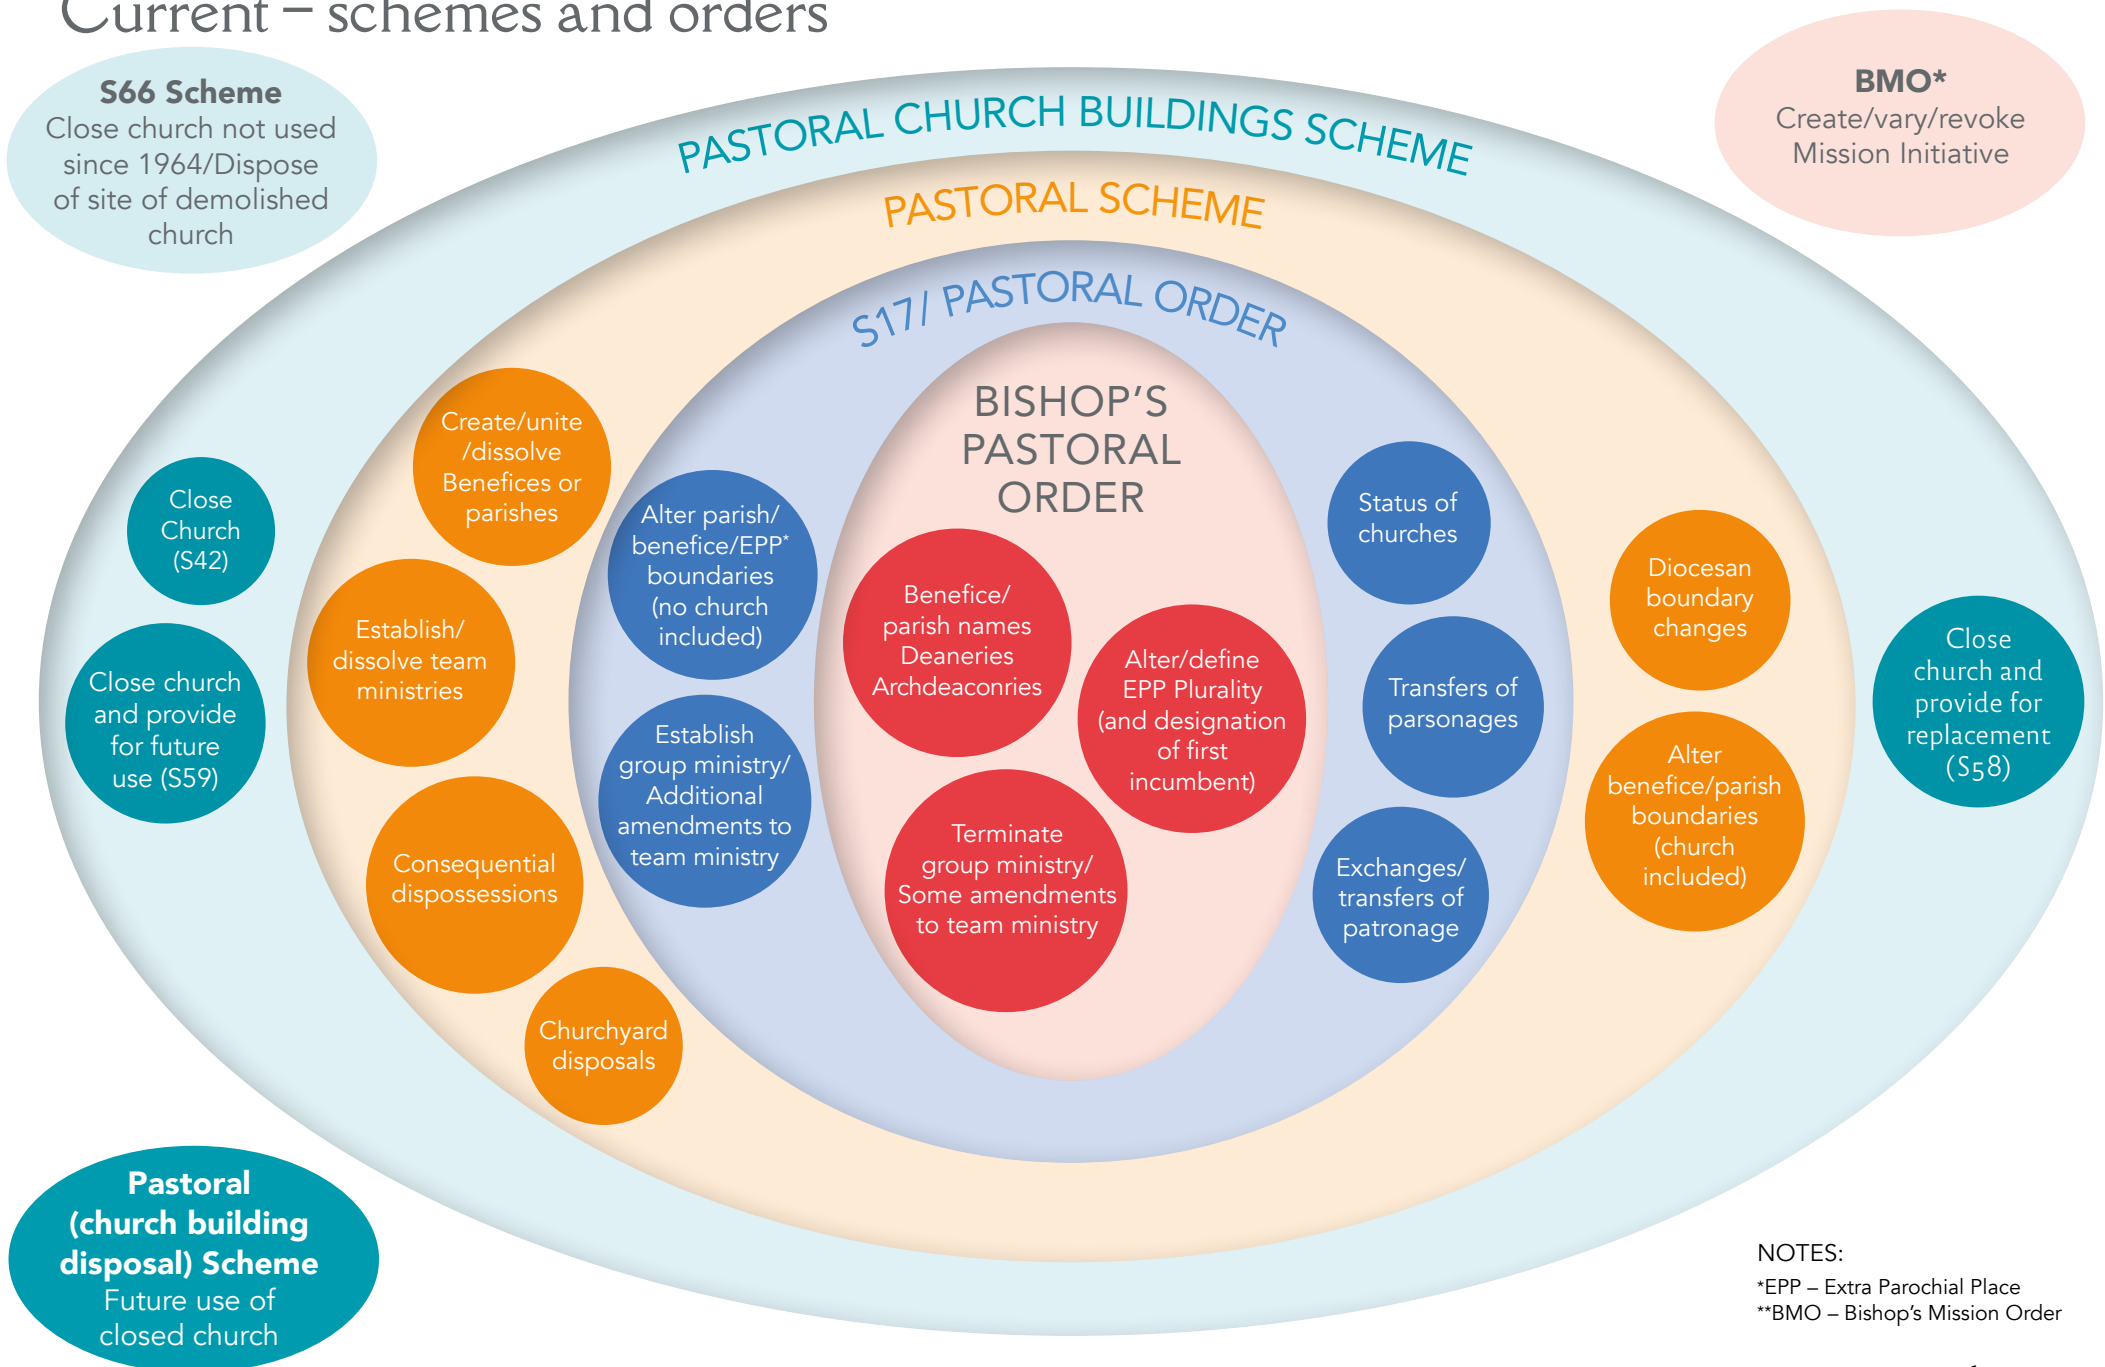 Current – schemes and orders
S66 Scheme
Close church not used
since 1964/Dispose
of site of demolished
church
BMO*
Create/vary/revoke
Mission Initiative
PASTORAL CHURCH BUILDINGS SCHEME
PASTORAL SCHEME
S17/ PASTORAL ORDER
BISHOP'S
PASTORAL
ORDER
Close
Church
(S42)
Close church
and provide
for future
use (S59)
Create/unite
/dissolve
Benefices or
parishes
Establish/
dissolve team
ministries
Consequential
dispossessions
Churchyard
disposals
Alter parish/
benefice/EPP*
boundaries
(no church
included)
Establish
group ministry/
Additional
amendments to
team ministry
Benefice/
parish names
Deaneries
Archdeaconries
Alter/define
EPP Plurality
(and designation
of first
incumbent)
Terminate
group ministry/
Some amendments
to team ministry
Status of
churches
Transfers of
parsonages
Exchanges/
transfers of
patronage
Diocesan
boundary
changes
Alter
benefice/parish
boundaries
(church
included)
Close
church and
provide for
replacement
(S58)
Pastoral
(church building
disposal) Scheme
Future use of
closed church
NOTES:
*EPP – Extra Parochial Place
**BMO – Bishop's Mission Order